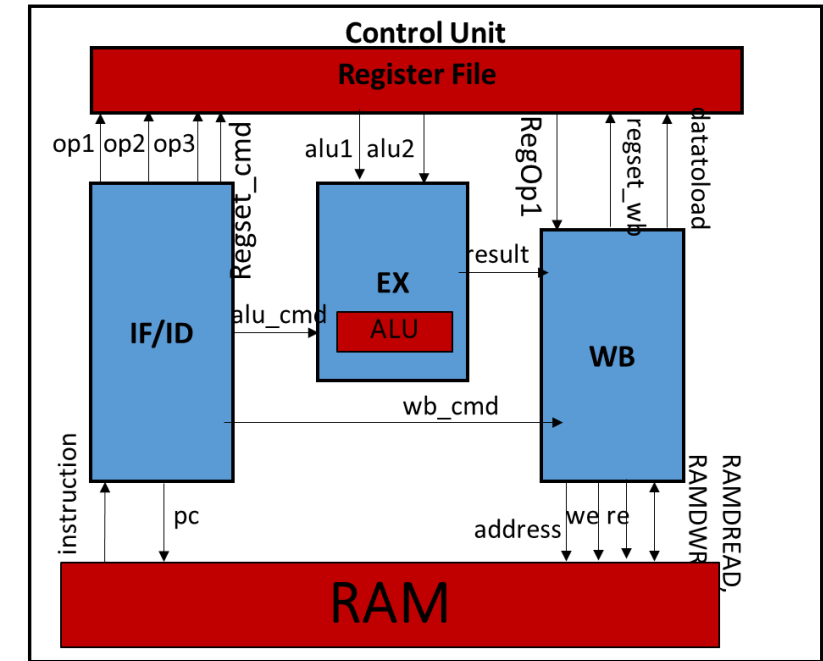 Control Unit
Register File
op1 op2 op3
Regset_cmd
alu1 alu2
RegOp1
regset_wb
datatoload
result
EX
alu_cmd
ALU
IF/ID
WB
wb_cmd
instruction
pc
address
we re
RAMDREAD,
RAMDWR
RAM